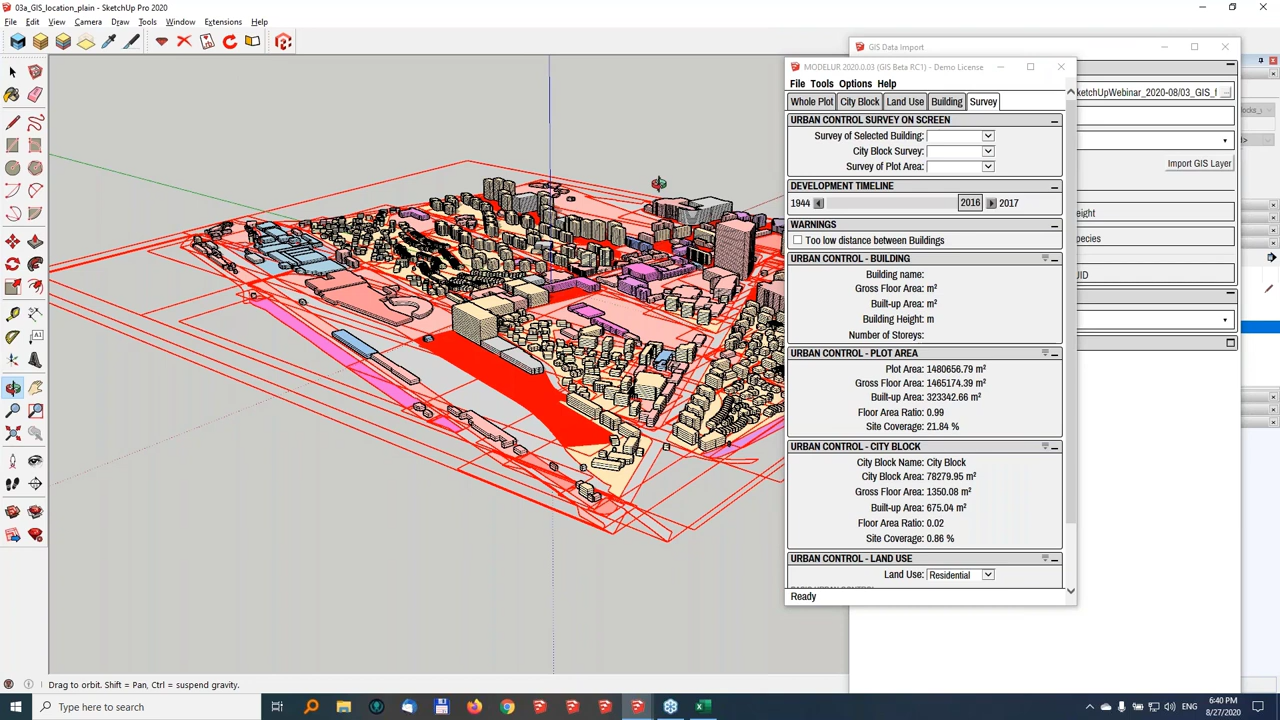 03a_GIS_location_plain - SketchUp Pro 2020
File Edit View Camera Draw Tools Window Extensions Help
GIS Data Import
MODELUR 2020.0.03 (GIS Beta RC1) - Demo License
File Tools Options Help
Whole Plot City Block Land Use Building Survey
URBAN CONTROL SURVEY ON SCREEN
Survey of Selected Building:
City Block Survey:
Survey of Plot Area:
DEVELOPMENT TIMELINE
1944 2016 2017
WARNINGS
Too low distance between Buildings
URBAN CONTROL - BUILDING
Building name:
Gross Floor Area: m²
Built-up Area: m²
Building Height: m
Number of Storeys:
URBAN CONTROL - PLOT AREA
Plot Area: 1480656.79 m²
Gross Floor Area: 1465174.39 m²
Built-up Area: 323342.66 m²
Floor Area Ratio: 0.99
Site Coverage: 21.84 %
URBAN CONTROL - CITY BLOCK
City Block Name: City Block
City Block Area: 78279.95 m²
Gross Floor Area: 1350.08 m²
Built-up Area: 675.04 m²
Floor Area Ratio: 0.02
Site Coverage: 0.86 %
URBAN CONTROL - LAND USE
Land Use: Residential
Ready
ketchUpWebinar_2020-08/03_GIS_f ...
Import GIS Layer
eight
pecies
UID
ocks_
Drag to orbit. Shift = Pan, Ctrl = suspend gravity.
Type here to search
ENG
6:40 PM
8/27/2020